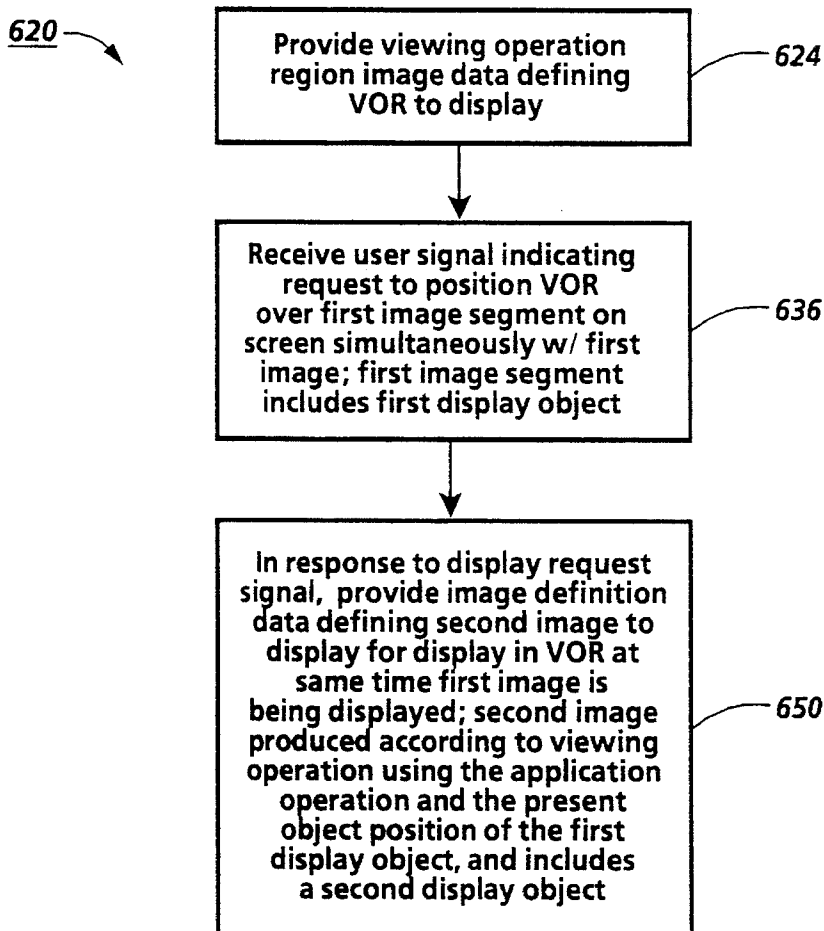 620
Provide viewing operation
region image data defining
VOR to display
624
Receive user signal indicating
request to position VOR
over first image segment on
screen simultaneously w/ first
image; first image segment
includes first display object
636
In response to display request
signal, provide image definition
data defining second image to
display for display in VOR at
same time first image is
being displayed; second image
produced according to viewing
operation using the application
operation and the present
object position of the first
display object, and includes
a second display object
650